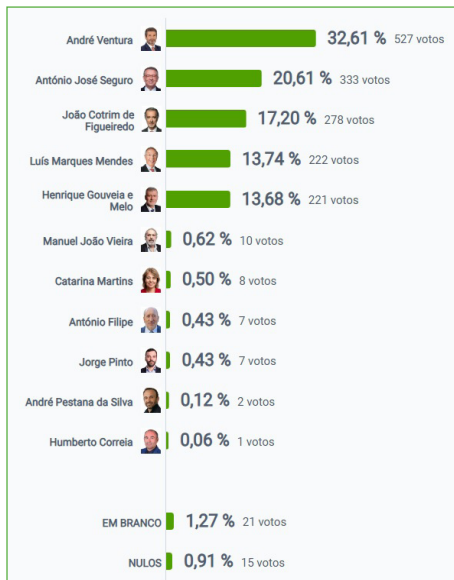 André Ventura 32,61 % 527 votos
António José Seguro 20,61 % 333 votos
João Cotrim de
Figueiredo 17,20 % 278 votos
Luís Marques Mendes 13,74 % 222 votos
Henrique Gouveia e
Melo 13,68 % 221 votos
Manuel João Vieira 0,62 % 10 votos
Catarina Martins 0,50 % 8 votos
António Filipe 0,43 % 7 votos
Jorge Pinto 0,43 % 7 votos
André Pestana da Silva 0,12 % 2 votos
Humberto Correia 0,06 % 1 votos
EM BRANCO 1,27 % 21 votos
NULOS 0,91 % 15 votos